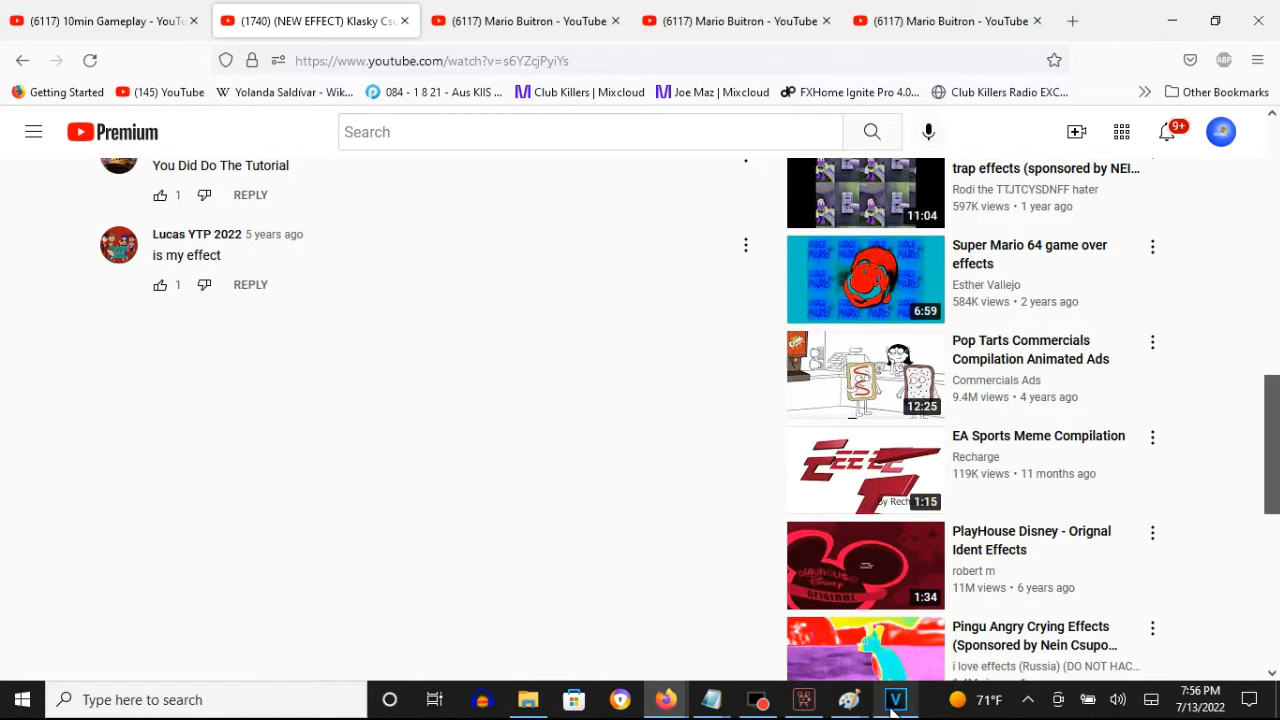 (6117) 10min Gameplay - YouTu
(1740) (NEW EFFECT) Klasky Csu
(6117) Mario Buitron - YouTube
(6117) Mario Buitron - YouTube
(6117) Mario Buitron - YouTube
https://www.youtube.com/watch?v=s6YZcjPyiYs
ABP
Getting Started
(145) YouTube
Yolanda Saldívar - Wik...
084 - 1 8 21 - Aus KIIS ...
Club Killers | Mixcloud
Joe Maz | Mixcloud
FXHome Ignite Pro 4.0...
Club Killers Radio EXC...
Other Bookmarks
Premium
Search
9+
You Did Do The Tutorial
1
REPLY
Lucas YTP 2022 5 years ago
is my effect
1
REPLY
11:04
trap effects (sponsored by NEI...
Rodi the TTJTCYSDNFF hater
597K views • 1 year ago
6:59
Super Mario 64 game over
effects
Esther Vallejo
584K views • 2 years ago
12:25
Pop Tarts Commercials
Compilation Animated Ads
Commercials Ads
9.4M views • 4 years ago
By Rech
1:15
EA Sports Meme Compilation
Recharge
119K views • 11 months ago
playhouse
Disney
ORIGINAL
1:34
PlayHouse Disney - Orignal
Ident Effects
robert m
11M views • 6 years ago
Pingu Angry Crying Effects
(Sponsored by Nein Csupo...
i love effects (Russia) (DO NOT HAC...
Type here to search
V
71°F
7:56 PM
7/13/2022